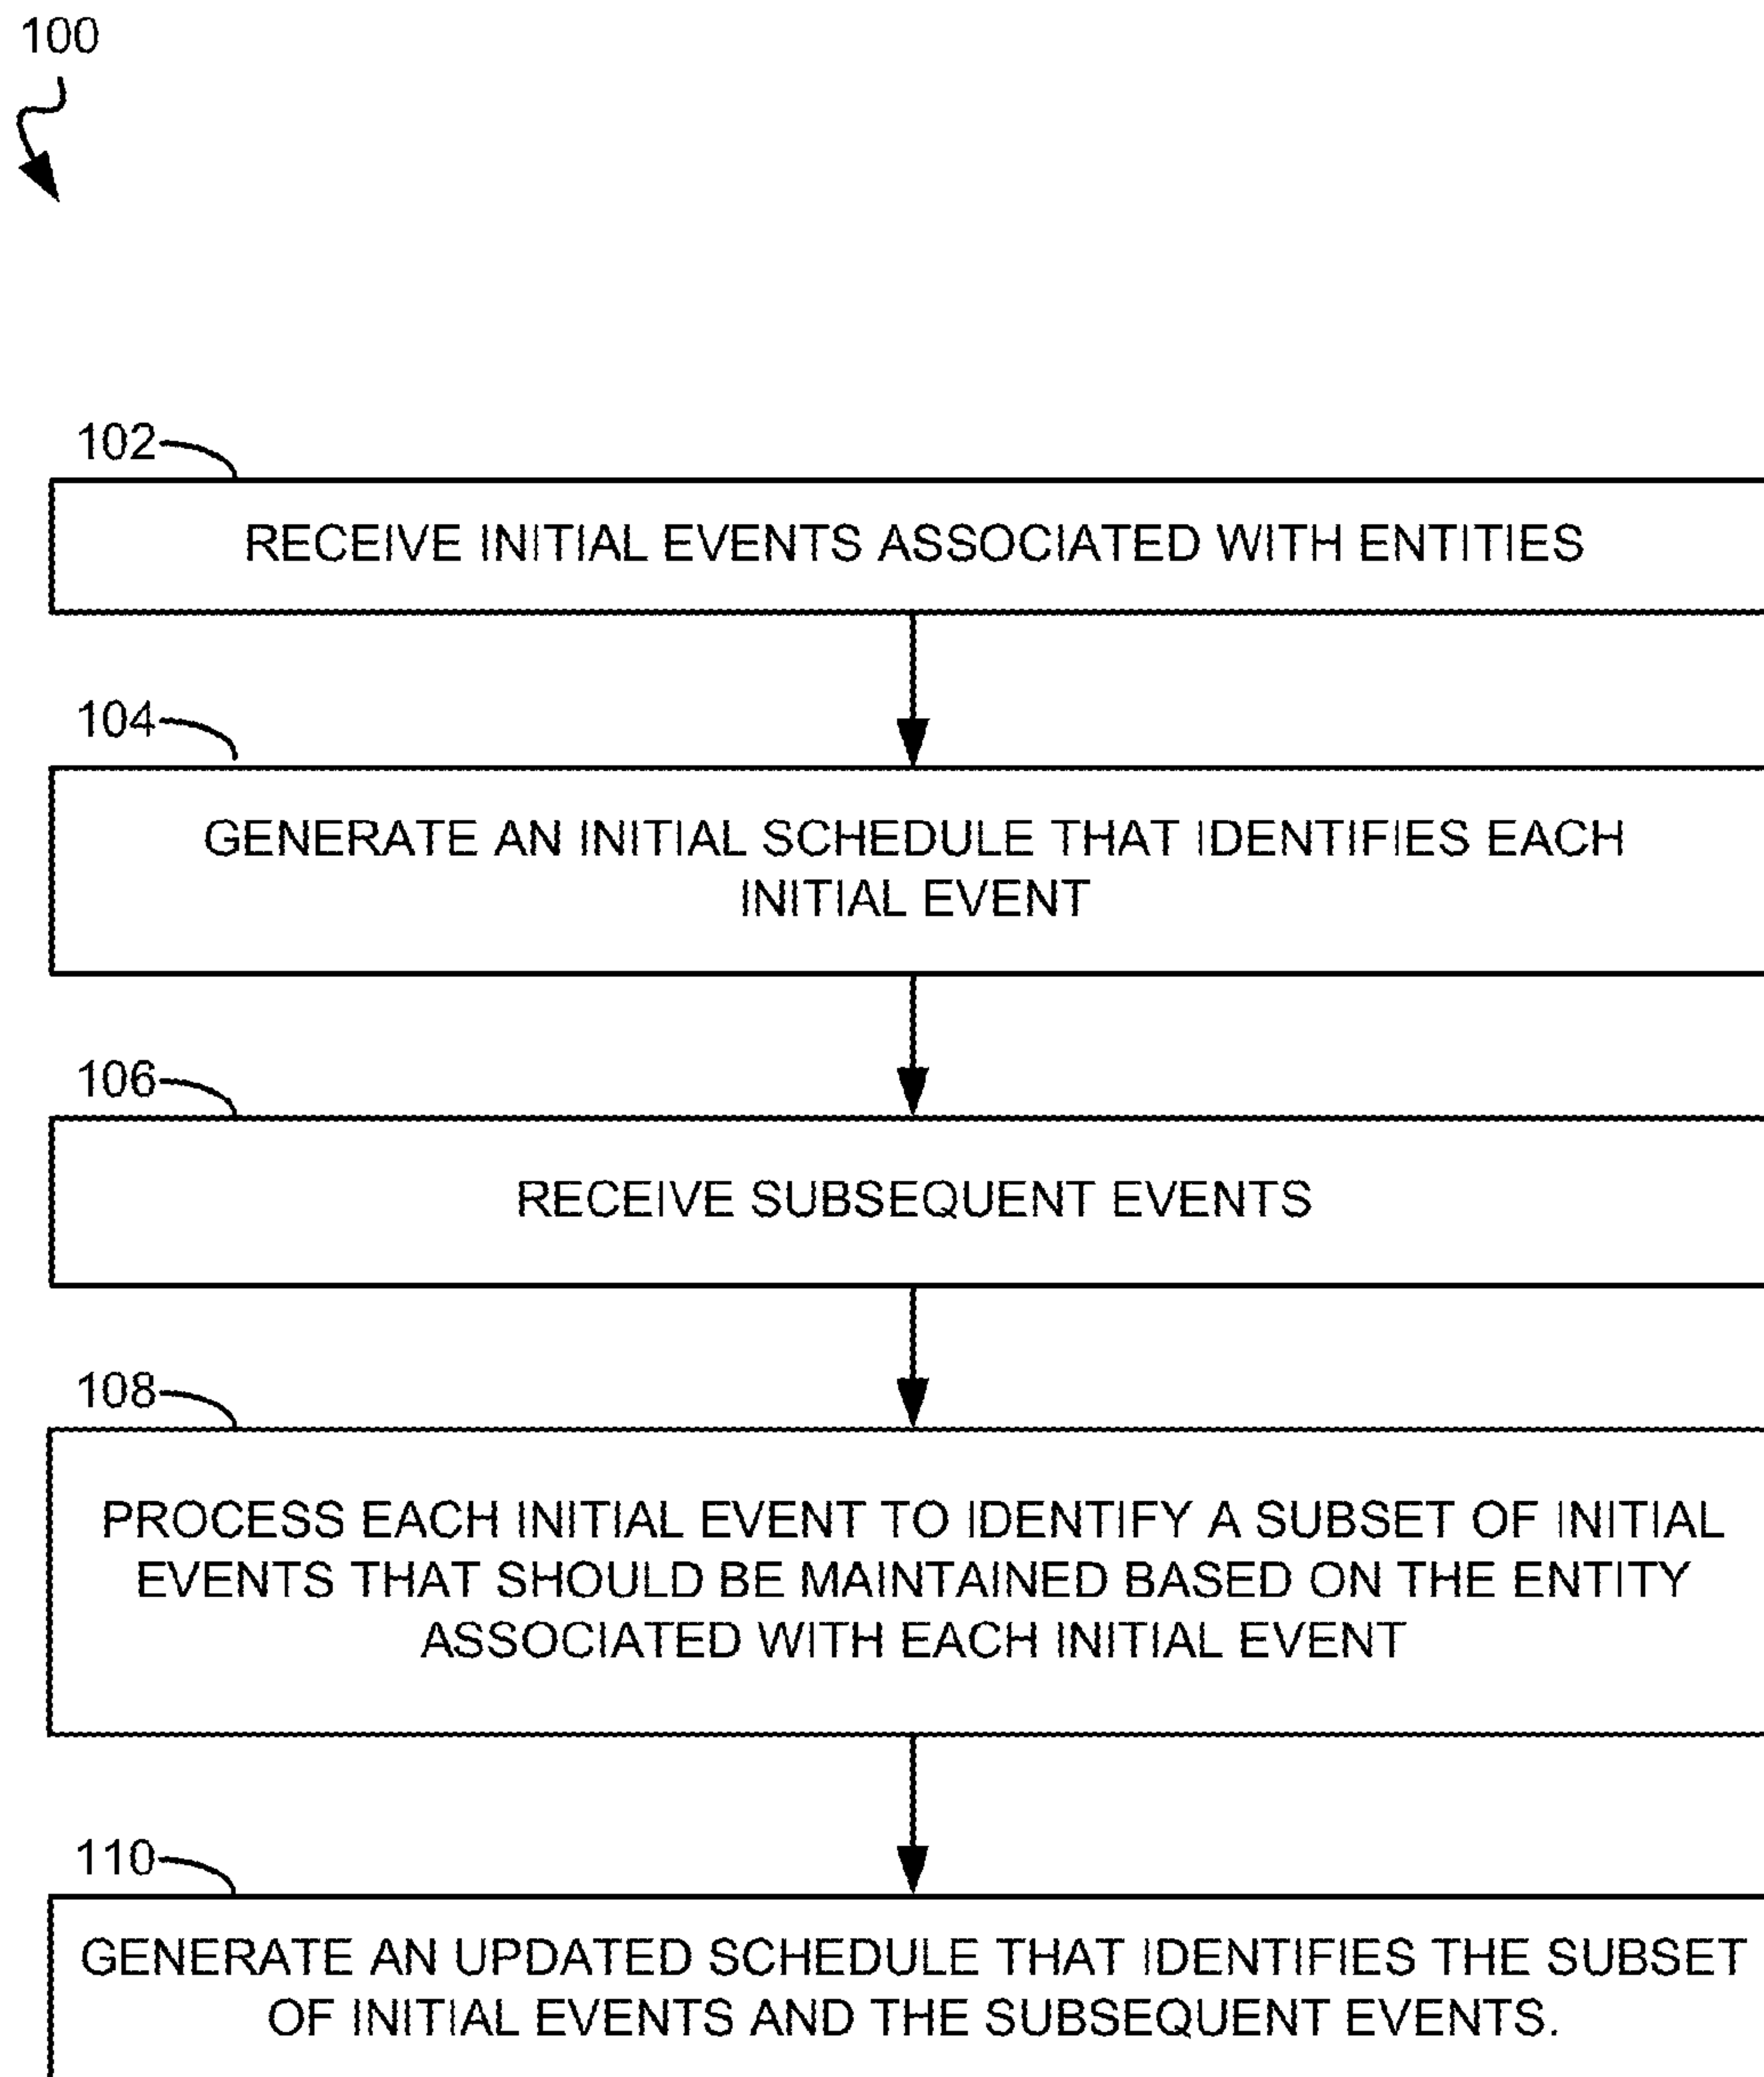 100
102
RECEIVE INITIAL EVENTS ASSOCIATED WITH ENTITIES
104
GENERATE AN INITIAL SCHEDULE THAT IDENTIFIES EACH
INITIAL EVENT
106
RECEIVE SUBSEQUENT EVENTS
108
PROCESS EACH INITIAL EVENT TO IDENTIFY A SUBSET OF INITIAL
EVENTS THAT SHOULD BE MAINTAINED BASED ON THE ENTITY
ASSOCIATED WITH EACH INITIAL EVENT
110
GENERATE AN UPDATED SCHEDULE THAT IDENTIFIES THE SUBSET
OF INITIAL EVENTS AND THE SUBSEQUENT EVENTS.